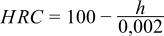 HRC = 100 − h/0,002